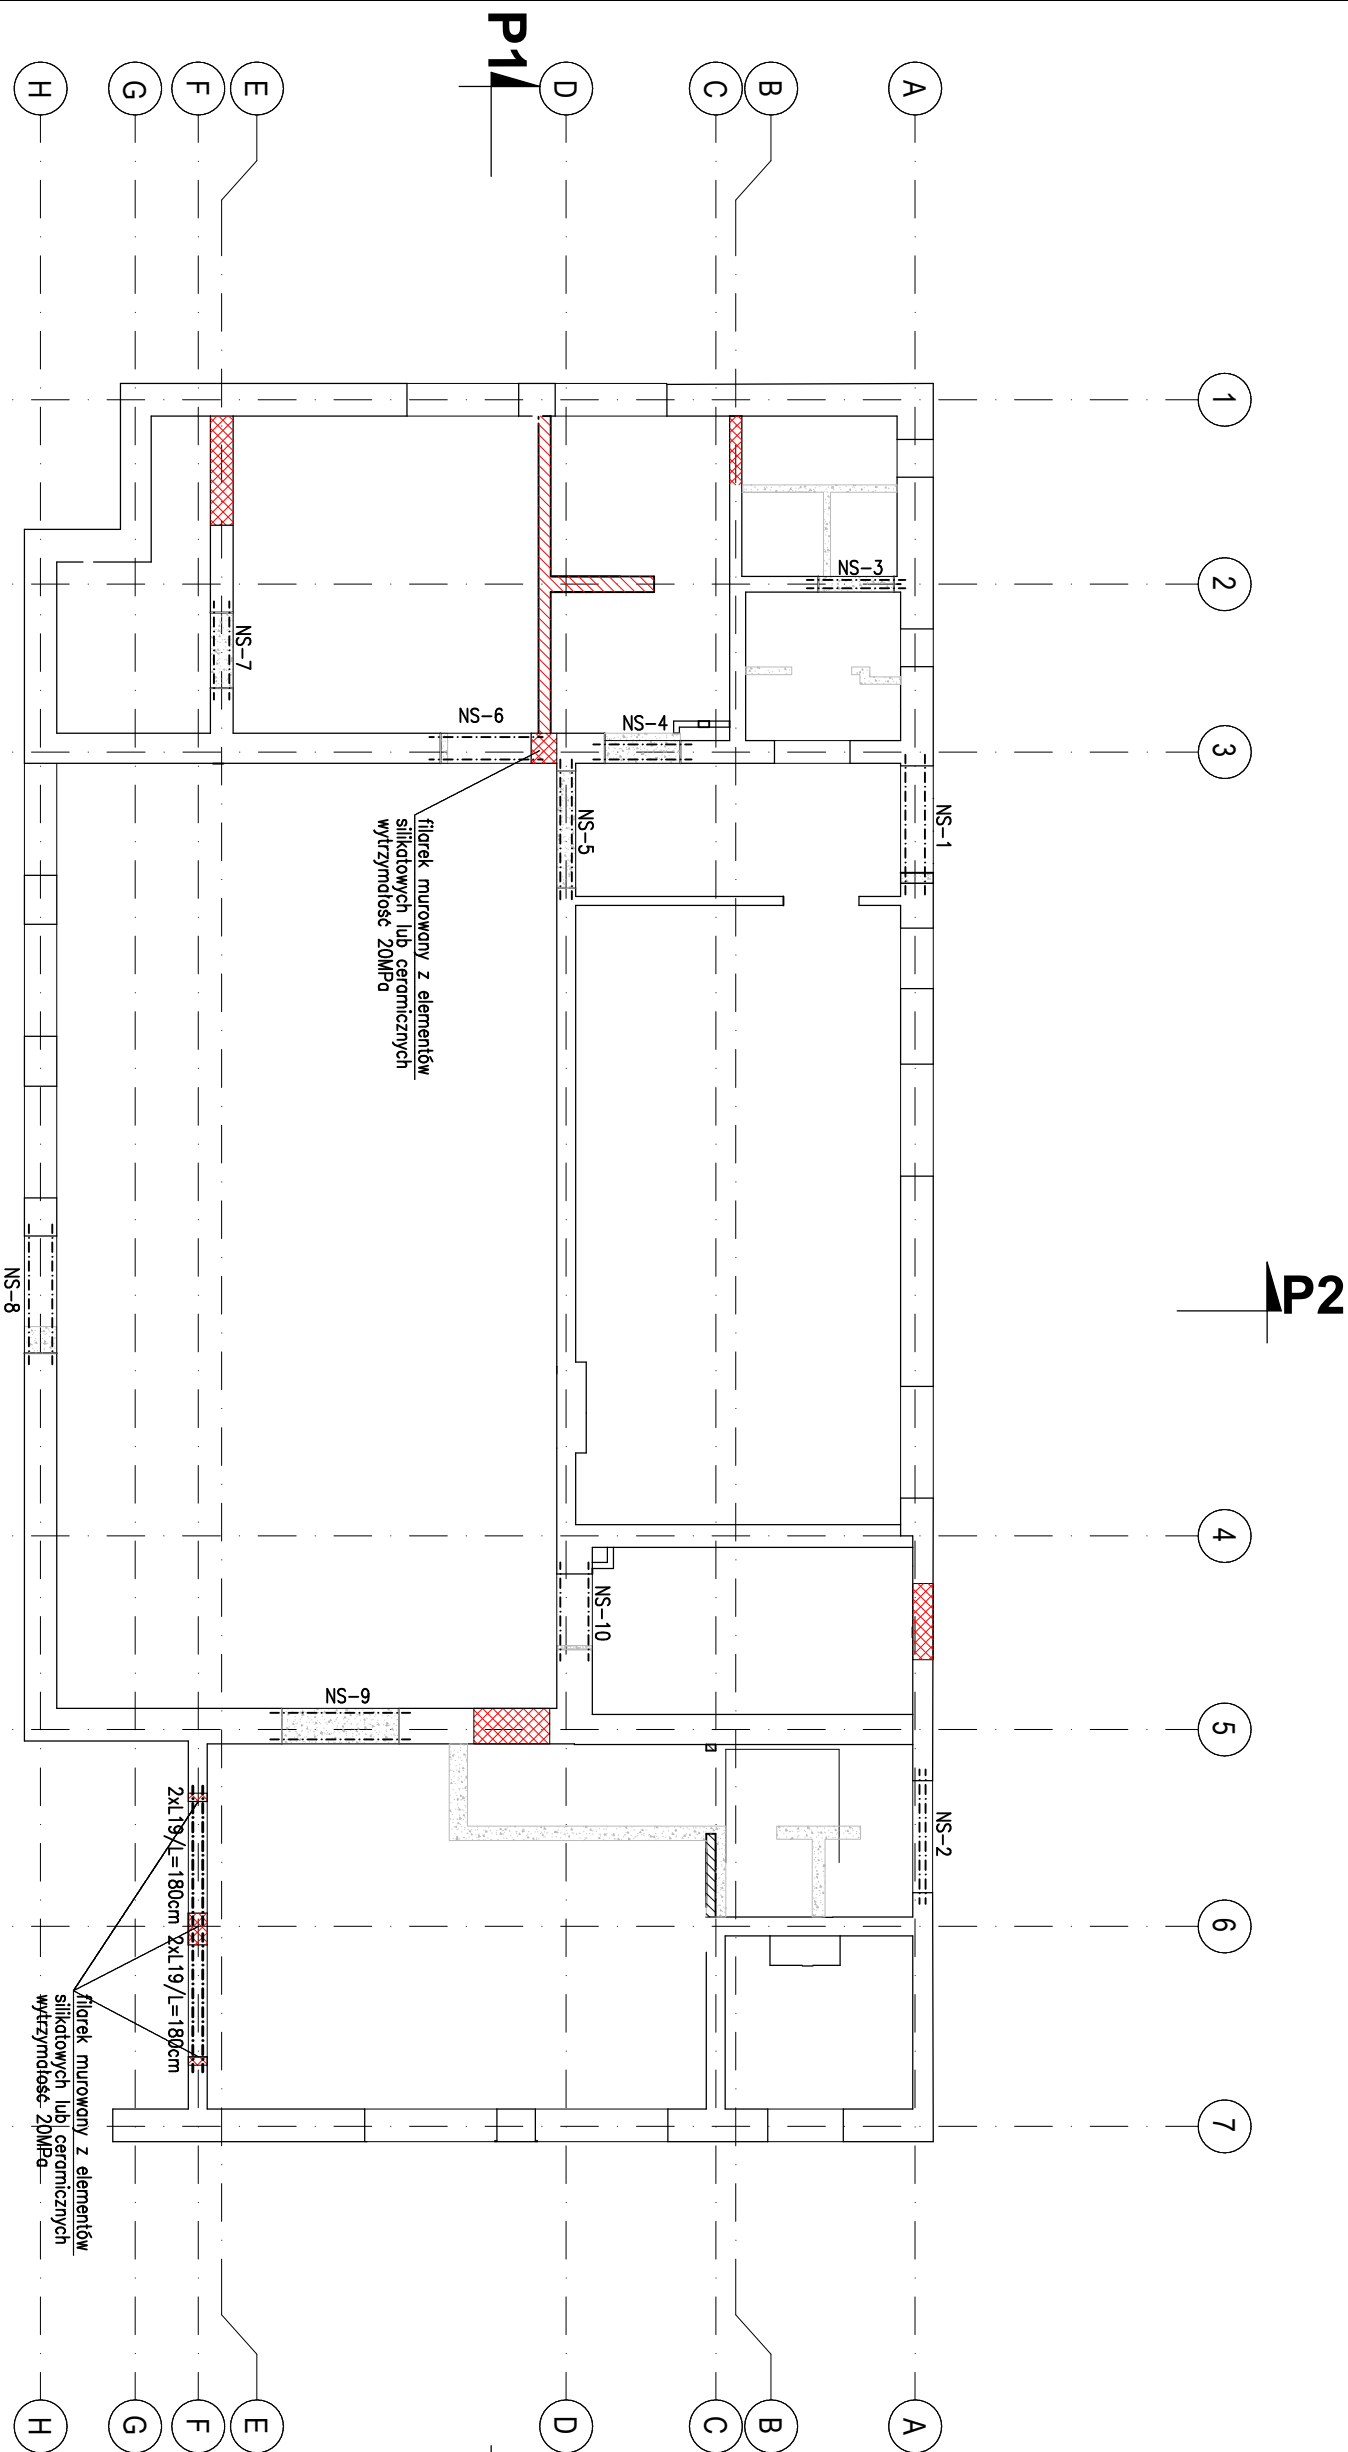 P1
H
G
F
E
D
C
B
A
1
2
3
4
5
6
7
P2
NS-3
NS-7
NS-6
NS-4
NS-5
NS-1
filarek murowany z elementów
silikatowych lub ceramicznych
wytrzymałość 20MPa
NS-8
NS-10
NS-9
NS-2
2xL19/L=180cm
2xL19/L=180cm
filarek murowany z elementów
silikatowych lub ceramicznych
wytrzymałość 20MPa
H
G
F
E
D
C
B
A